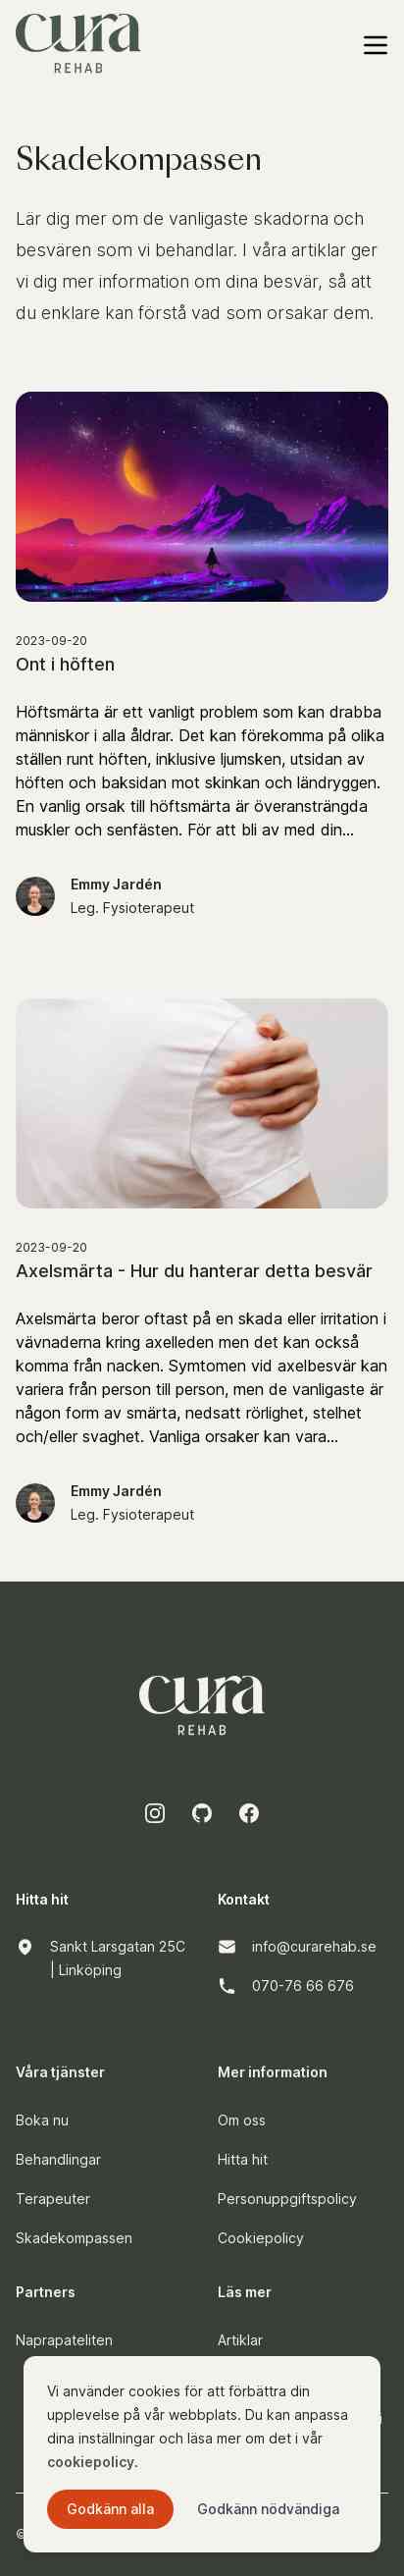 cura
REHAB
Skadekompassen
Lär dig mer om de vanligaste skadorna och
besvären som vi behandlar. I våra artiklar ger
vi dig mer information om dina besvär, så att
du enklare kan förstå vad som orsakar dem.
2023-09-20
Ont i höften
Höftsmärta är ett vanligt problem som kan drabba
människor i alla åldrar. Det kan förekomma på olika
ställen runt höften, inklusive ljumsken, utsidan av
höften och baksidan mot skinkan och ländryggen.
En vanlig orsak till höftsmärta är överansträngda
muskler och senfästen. För att bli av med din...
Emmy Jardén
Leg. Fysioterapeut
2023-09-20
Axelsmärta - Hur du hanterar detta besvär
Axelsmärta beror oftast på en skada eller irritation i
vävnaderna kring axelleden men det kan också
komma från nacken. Symtomen vid axelbesvär kan
variera från person till person, men de vanligaste är
någon form av smärta, nedsatt rörlighet, stelhet
och/eller svaghet. Vanliga orsaker kan vara...
Emmy Jardén
Leg. Fysioterapeut
cura
REHAB
Hitta hit
Sankt Larsgatan 25C
| Linköping
Kontakt
info@curarehab.se
070-76 66 676
Våra tjänster
Boka nu
Behandlingar
Terapeuter
Skadekompassen
Mer information
Om oss
Hitta hit
Personuppgiftspolicy
Cookiepolicy
Partners
Naprapateliten
Läs mer
Artiklar
Vi använder cookies för att förbättra din
upplevelse på vår webbplats. Du kan anpassa
dina inställningar och läsa mer om det i vår
cookiepolicy.
Godkänn alla
Godkänn nödvändiga
©